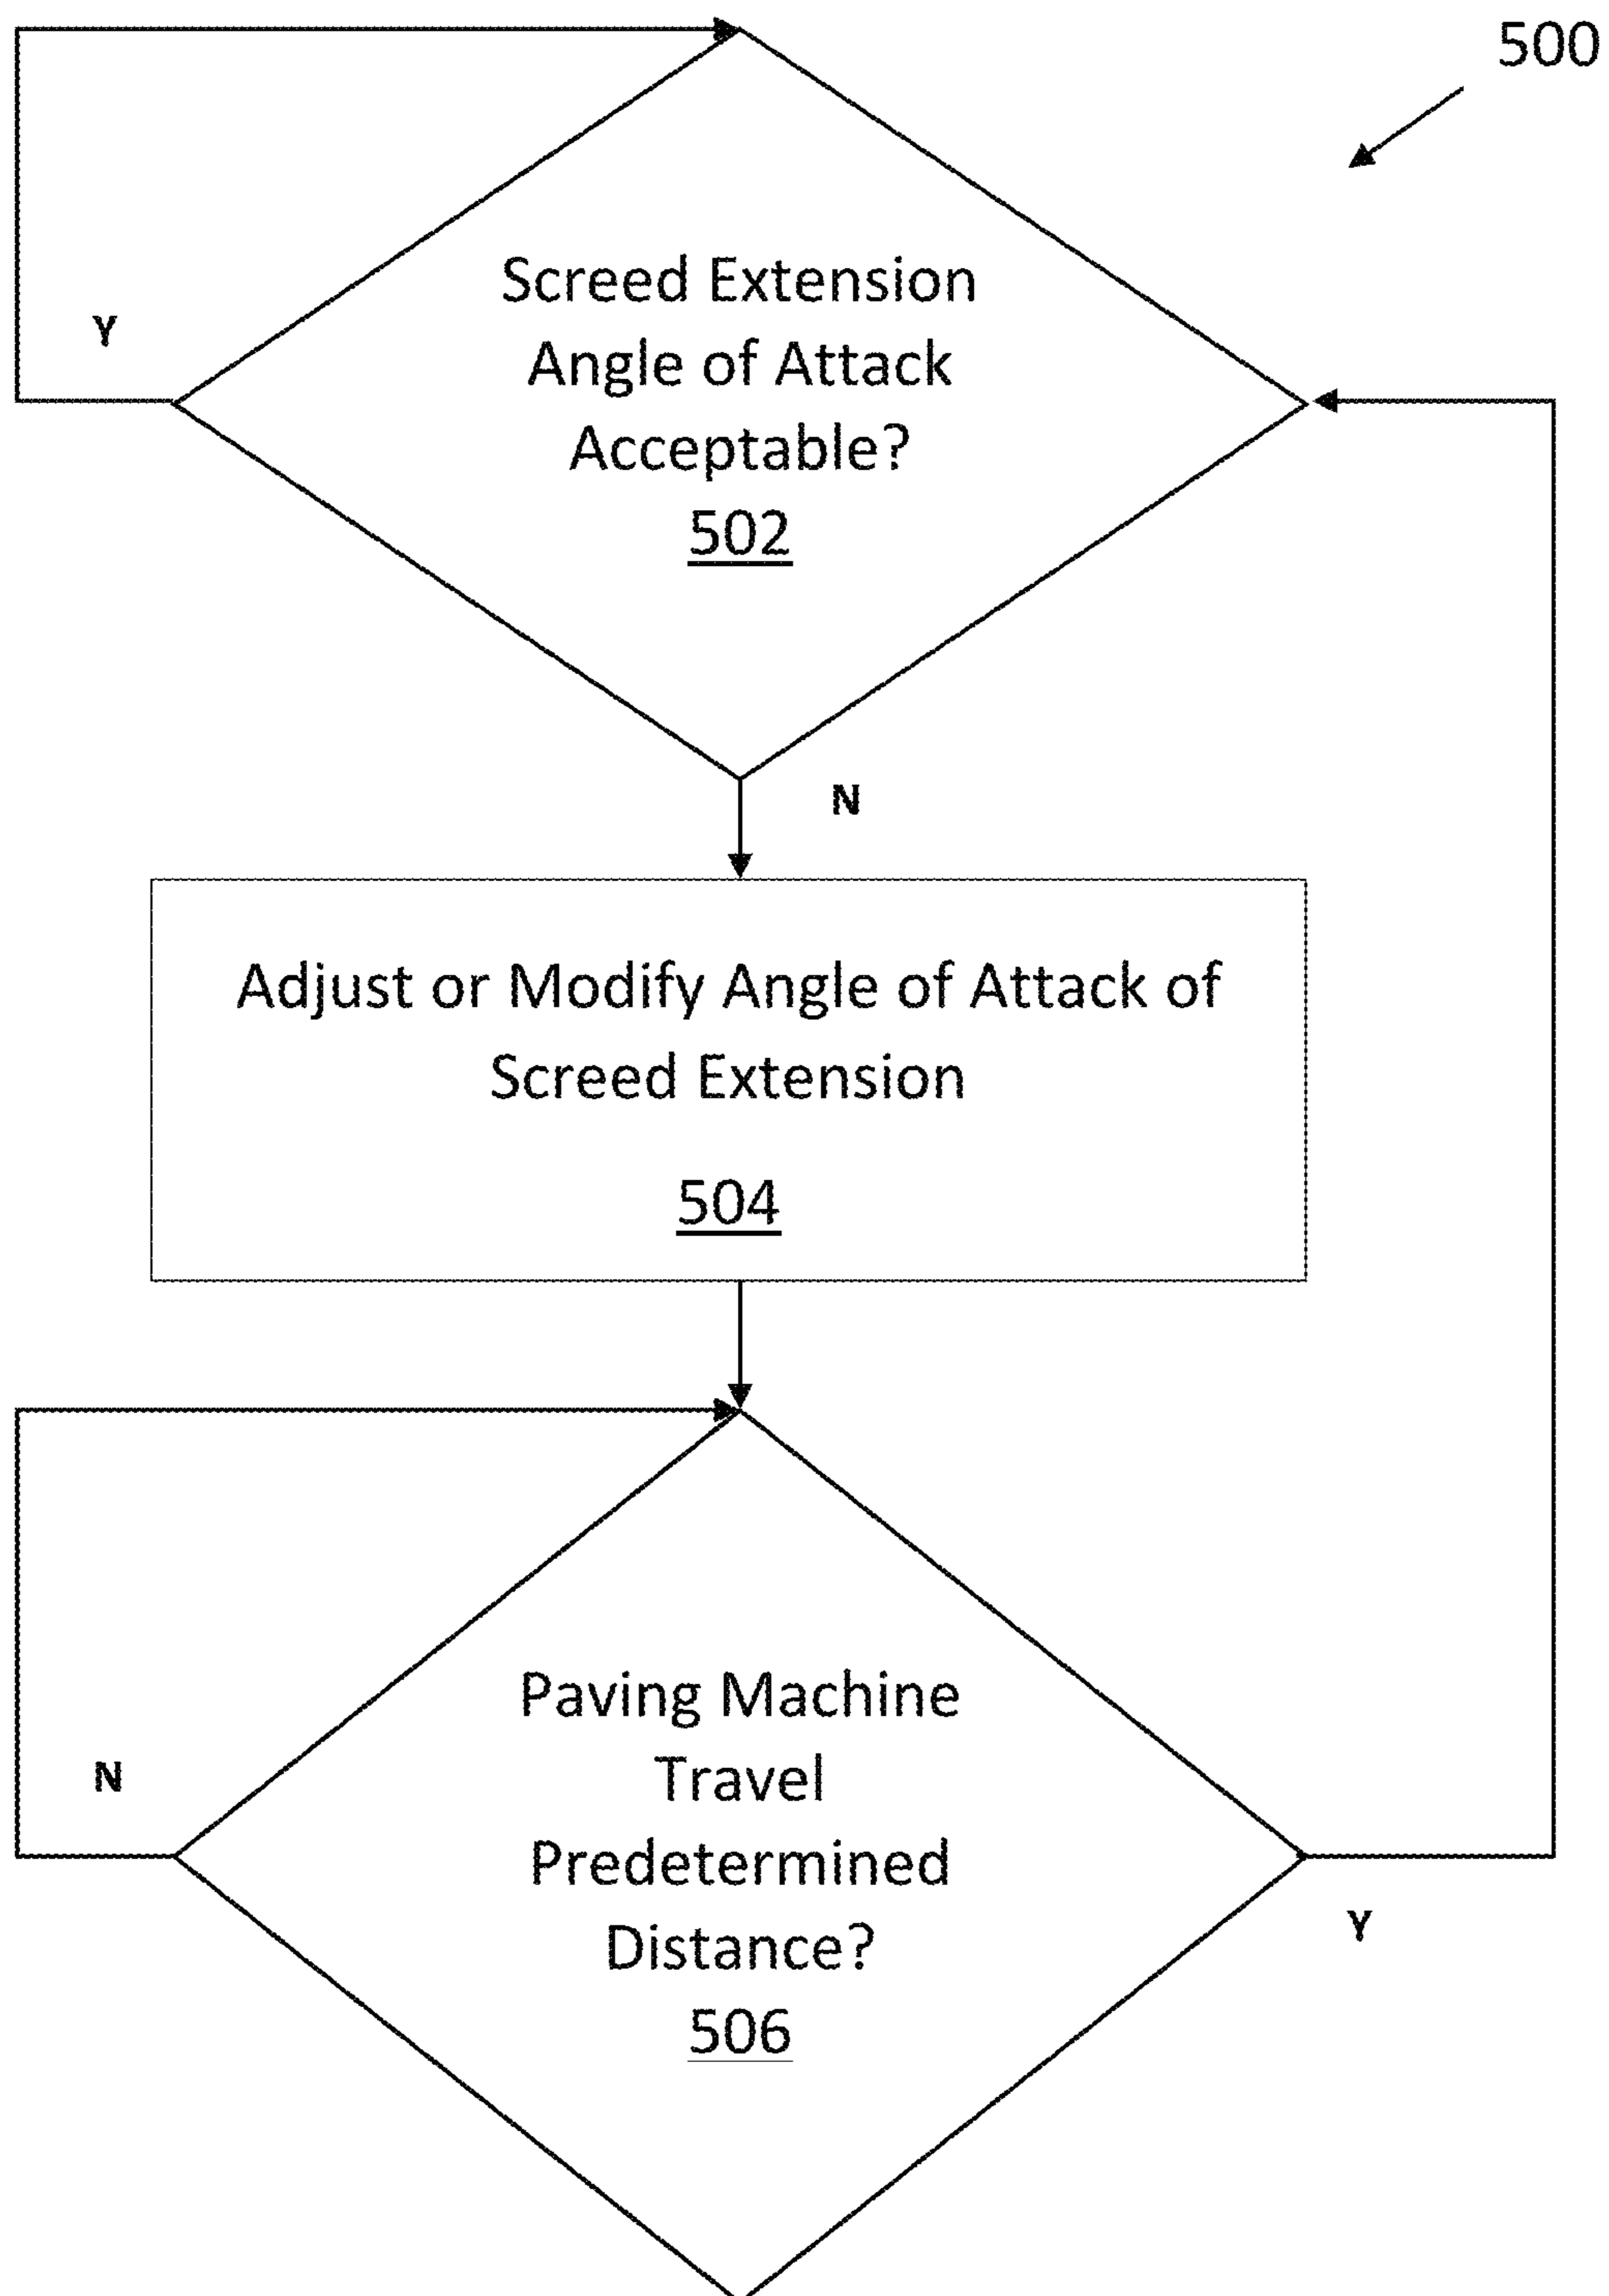 500
Screed Extension
Angle of Attack
Acceptable?
502
Y
N
Adjust or Modify Angle of Attack of
Screed Extension
504
Paving Machine
Travel
Predetermined
Distance?
506
N
Y